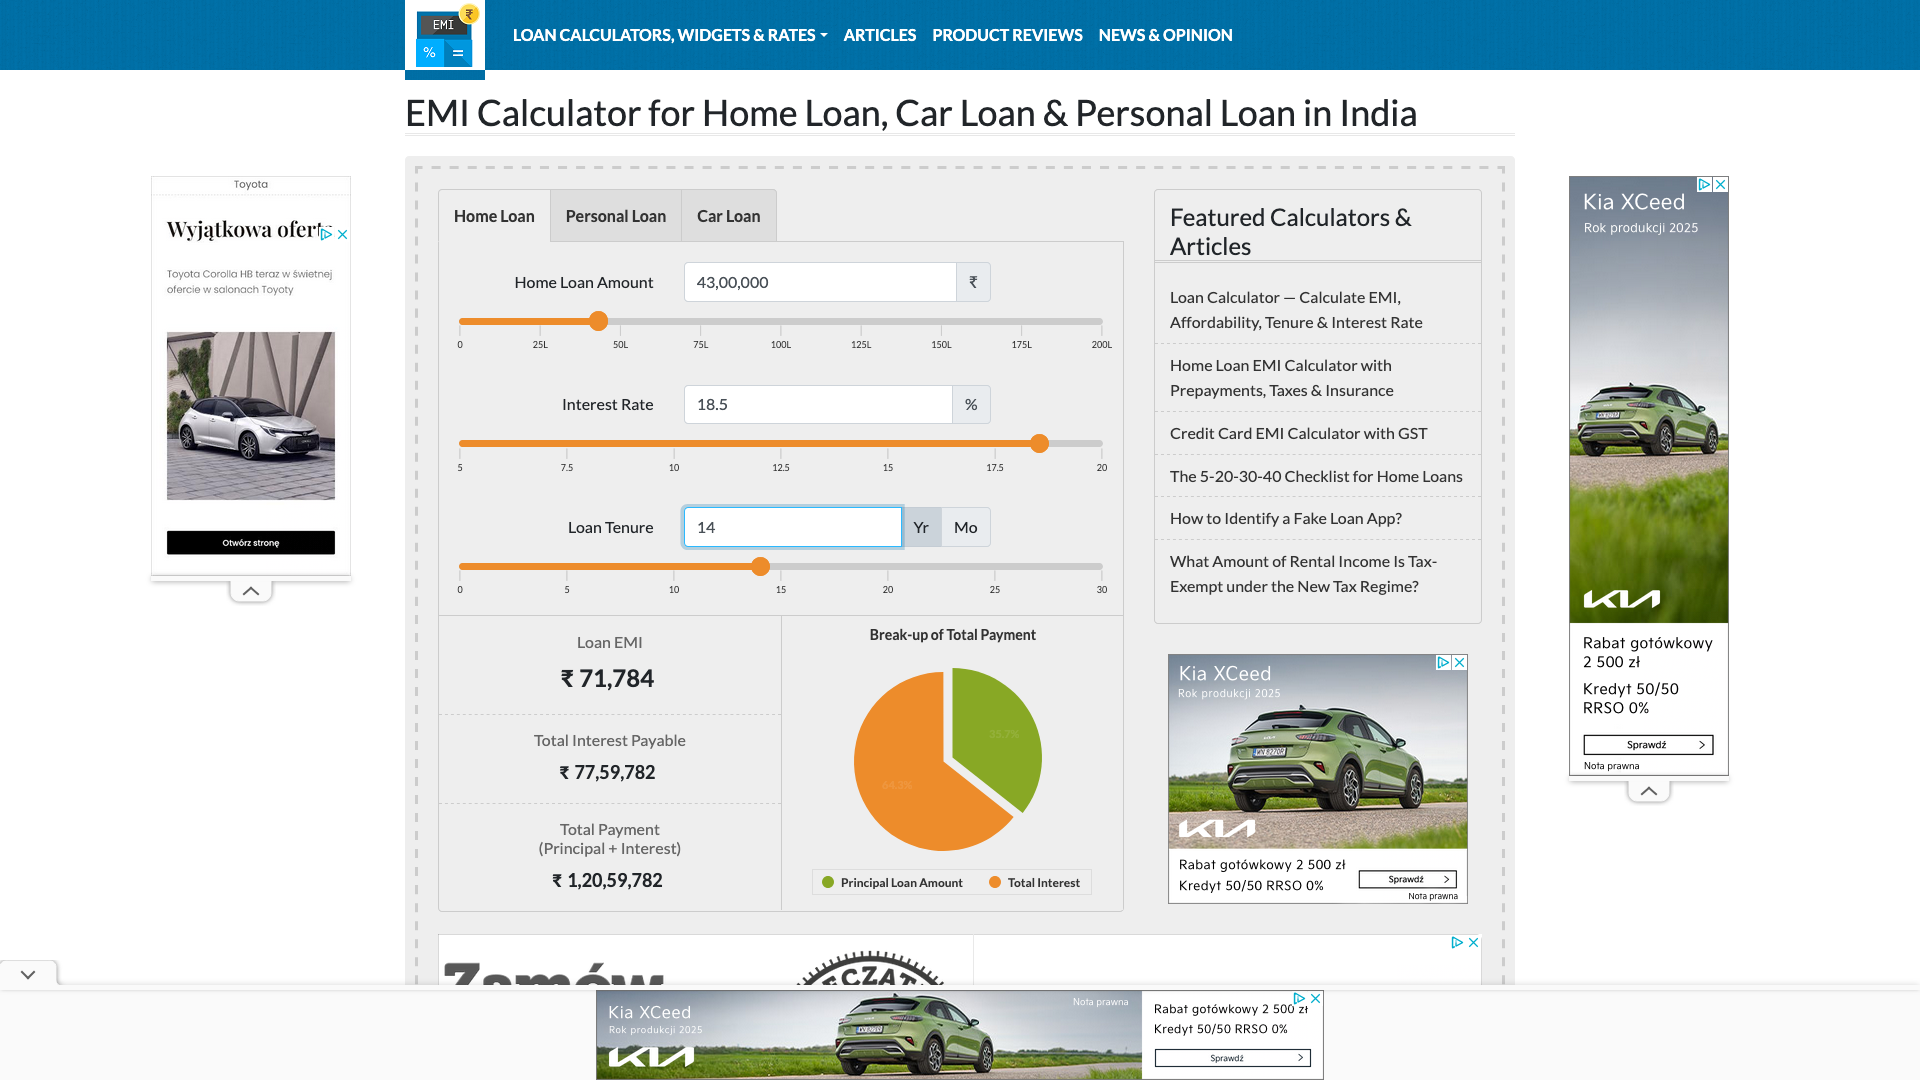 EMI
₹
%
=
LOAN CALCULATORS, WIDGETS & RATES
ARTICLES
PRODUCT REVIEWS
NEWS & OPINION
EMI Calculator for Home Loan, Car Loan & Personal Loan in India
Toyota
Wyjątkowa oferta
Toyota Corolla HB teraz w świetnej
ofercie w salonach Toyoty
Otwórz stronę
Home Loan
Personal Loan
Car Loan
Home Loan Amount
43,00,000
₹
0
25L
50L
75L
100L
125L
150L
175L
200L
Interest Rate
18.5
%
5
7.5
10
12.5
15
17.5
20
Loan Tenure
14
Yr
Mo
0
5
10
15
20
25
30
Loan EMI
₹ 71,784
Total Interest Payable
₹ 77,59,782
Total Payment
(Principal + Interest)
₹ 1,20,59,782
Break-up of Total Payment
35.7%
64.3%
Principal Loan Amount
Total Interest
Featured Calculators &
Articles
Loan Calculator — Calculate EMI,
Affordability, Tenure & Interest Rate
Home Loan EMI Calculator with
Prepayments, Taxes & Insurance
Credit Card EMI Calculator with GST
The 5-20-30-40 Checklist for Home Loans
How to Identify a Fake Loan App?
What Amount of Rental Income Is Tax-
Exempt under the New Tax Regime?
Kia XCeed
Rok produkcji 2025
KIA
Rabat gotówkowy 2 500 zł
Kredyt 50/50 RRSO 0%
Sprawdź
Nota prawna
Kia XCeed
Rok produkcji 2025
KIA
Rabat gotówkowy
2 500 zł
Kredyt 50/50
RRSO 0%
Sprawdź
Nota prawna
Zamów
Kia XCeed
Rok produkcji 2025
KIA
Nota prawna
Rabat gotówkowy 2 500 zł
Kredyt 50/50 RRSO 0%
Sprawdź